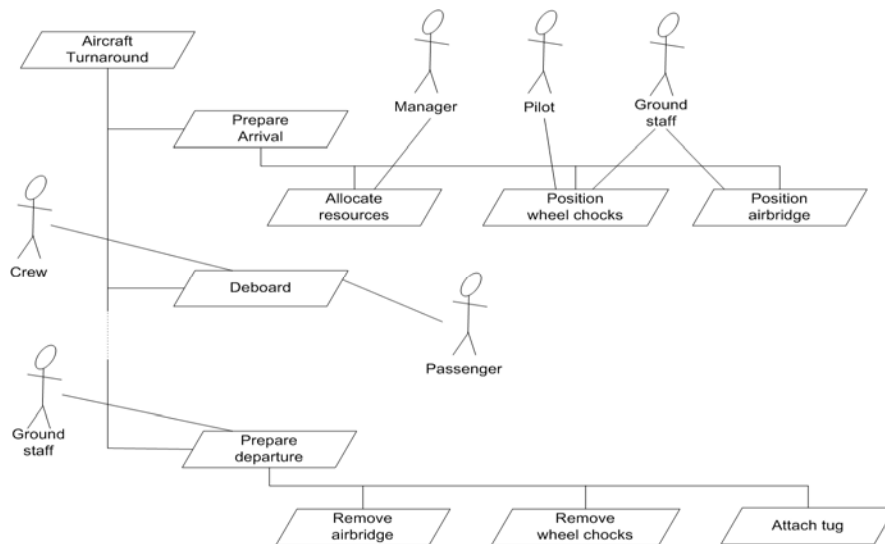 Aircraft
Turnaround
Manager
Pilot
Ground
staff
Prepare
Arrival
Allocate
resources
Position
wheel chocks
Position
airbridge
Crew
Deboard
Passenger
Ground
staff
Prepare
departure
Remove
airbridge
Remove
wheel chocks
Attach tug